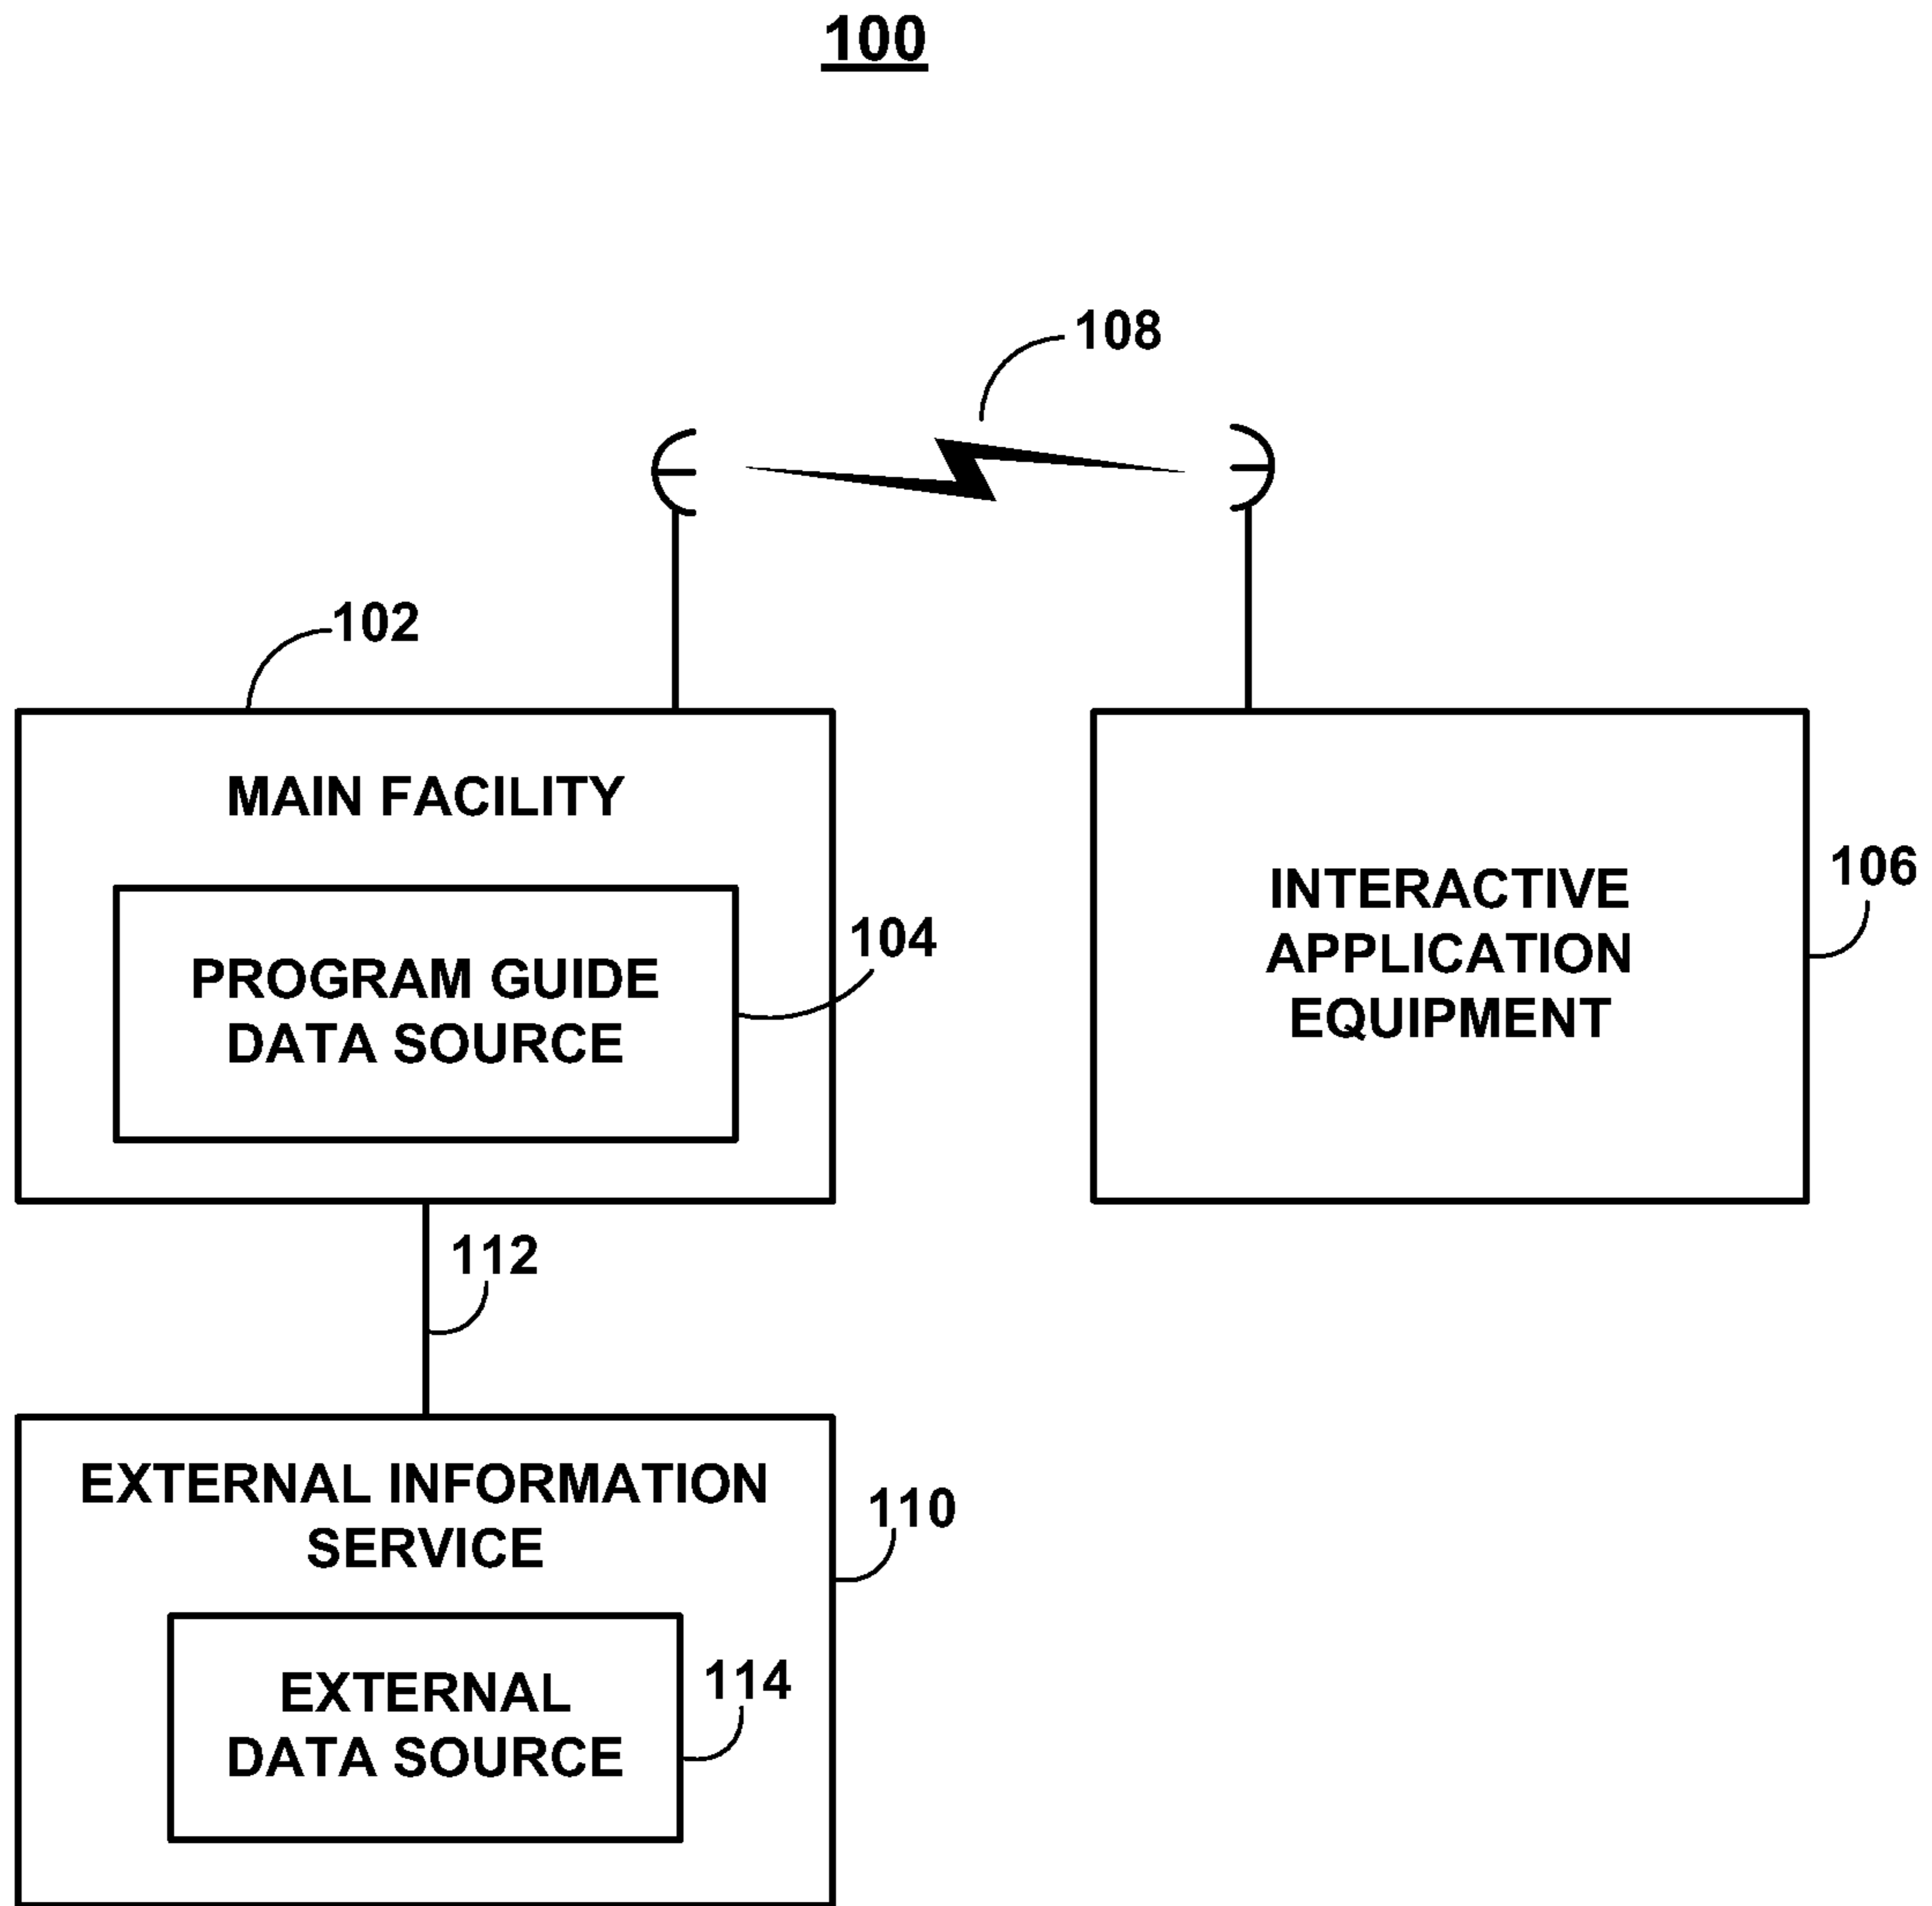 100
108
102
MAIN FACILITY
PROGRAM GUIDE
DATA SOURCE
104
INTERACTIVE
APPLICATION
EQUIPMENT
106
112
EXTERNAL INFORMATION
SERVICE
110
EXTERNAL
DATA SOURCE
114